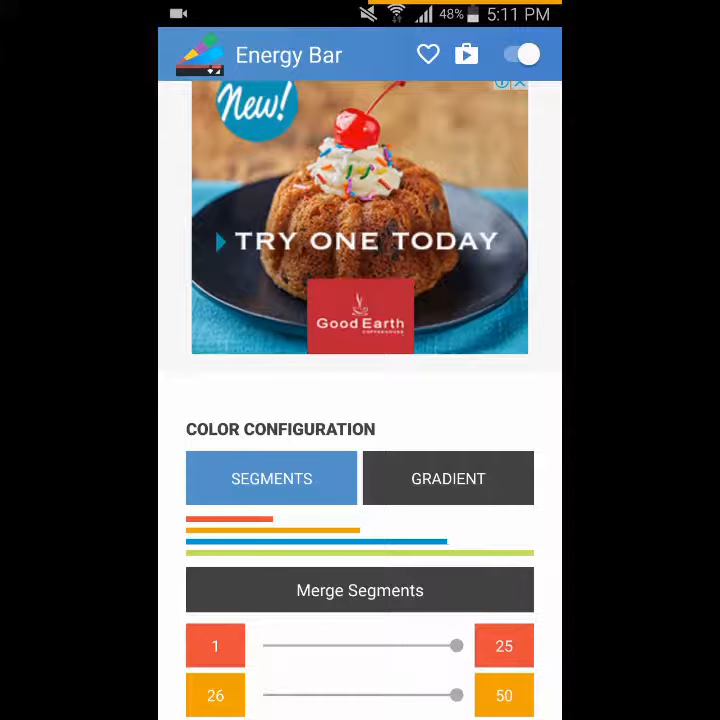 48% 5:11 PM
Energy Bar
New!
TRY ONE TODAY
Good Earth
COFFEEHOUSE
COLOR CONFIGURATION
SEGMENTS GRADIENT
Merge Segments
1 25
26 50